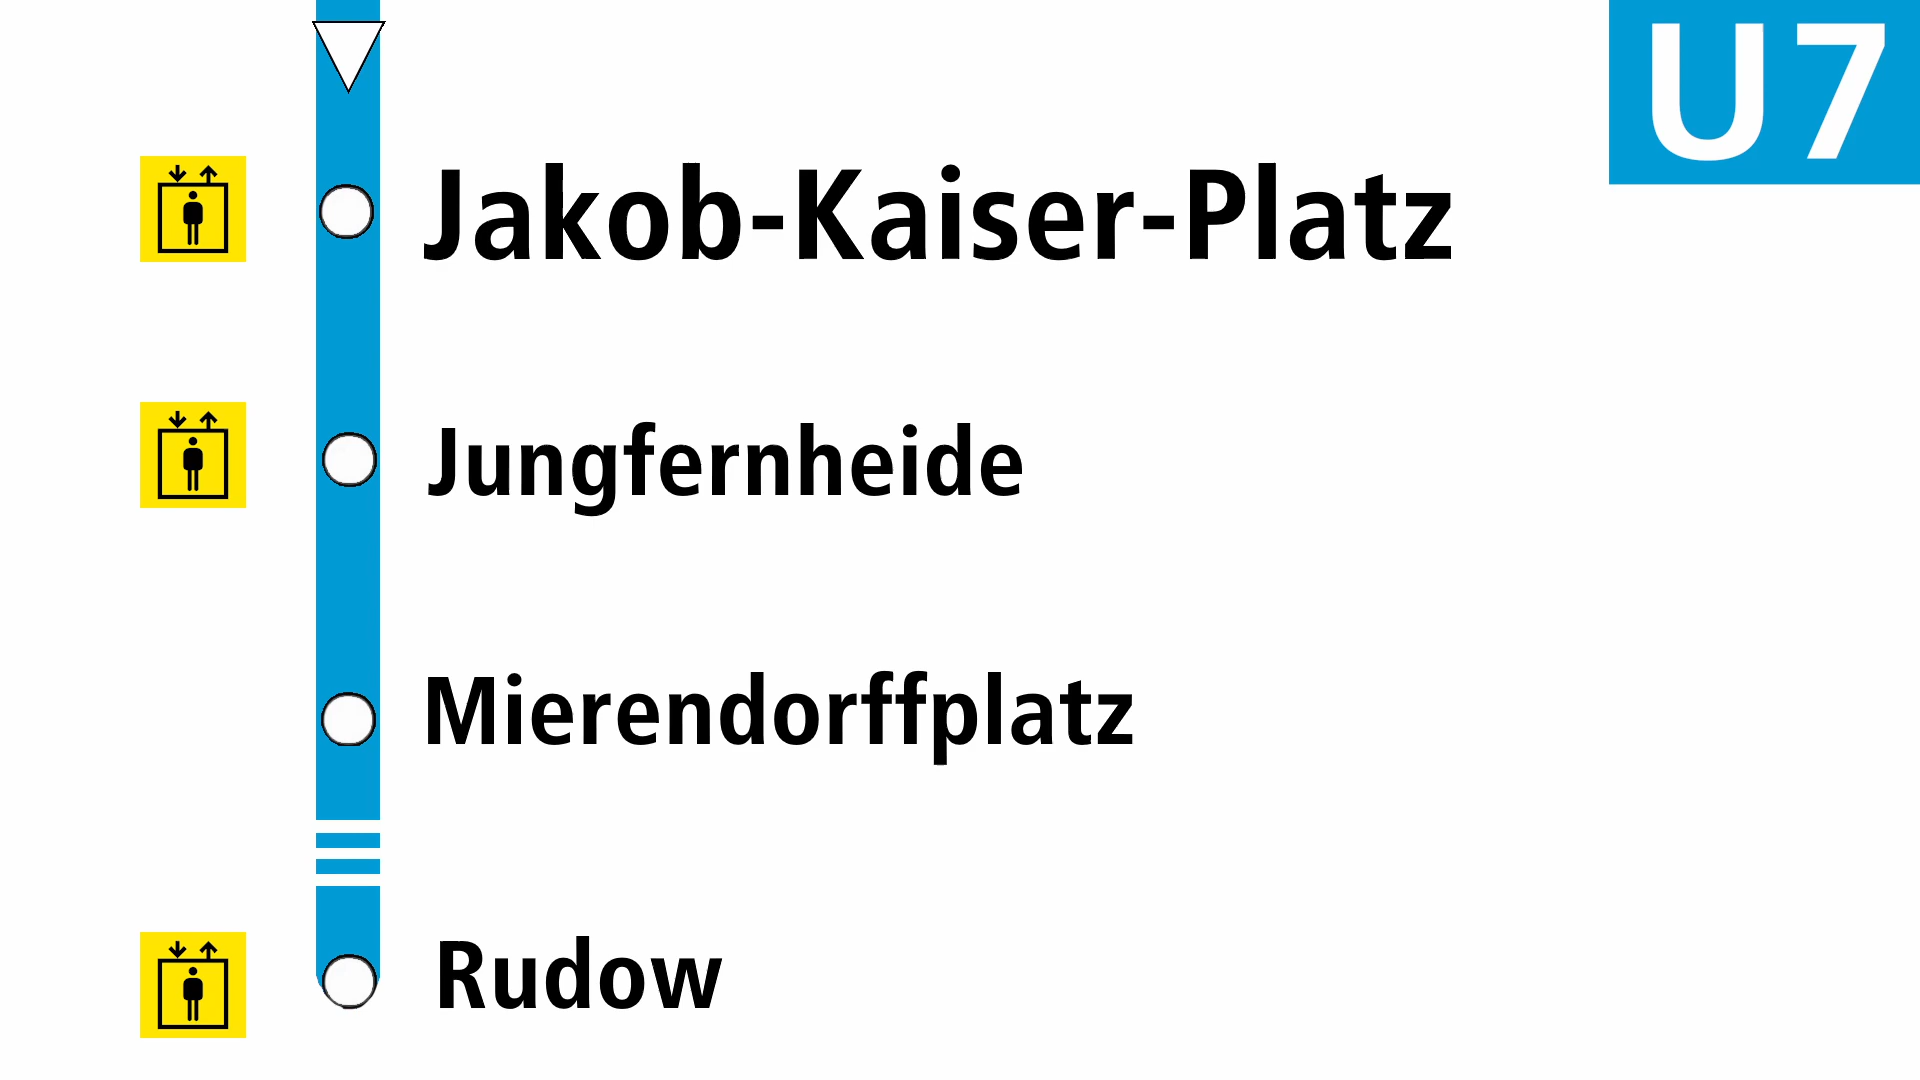 U7
Jakob-Kaiser-Platz
Jungfernheide
Mierendorffplatz
Rudow